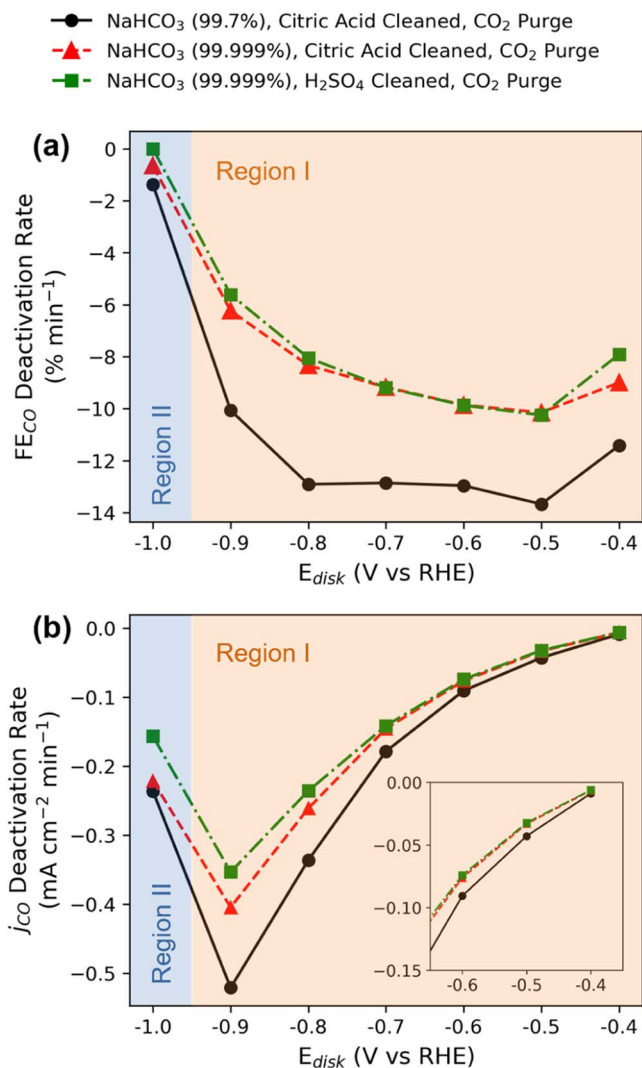 NaHCO₃ (99.7%), Citric Acid Cleaned, CO₂ Purge
NaHCO₃ (99.999%), Citric Acid Cleaned, CO₂ Purge
NaHCO₃ (99.999%), H₂SO₄ Cleaned, CO₂ Purge
(a)
Region I
Region II
FE_CO Deactivation Rate
(% min⁻¹)
0
−2
−4
−6
−8
−10
−12
−14
-1.0 -0.9 -0.8 -0.7 -0.6 -0.5 -0.4
E_disk (V vs RHE)
(b)
Region I
Region II
j_CO Deactivation Rate
(mA cm⁻² min⁻¹)
0.0
−0.1
−0.2
−0.3
−0.4
−0.5
0.00
−0.05
−0.10
−0.15
-0.6 -0.5 -0.4
-1.0 -0.9 -0.8 -0.7 -0.6 -0.5 -0.4
E_disk (V vs RHE)